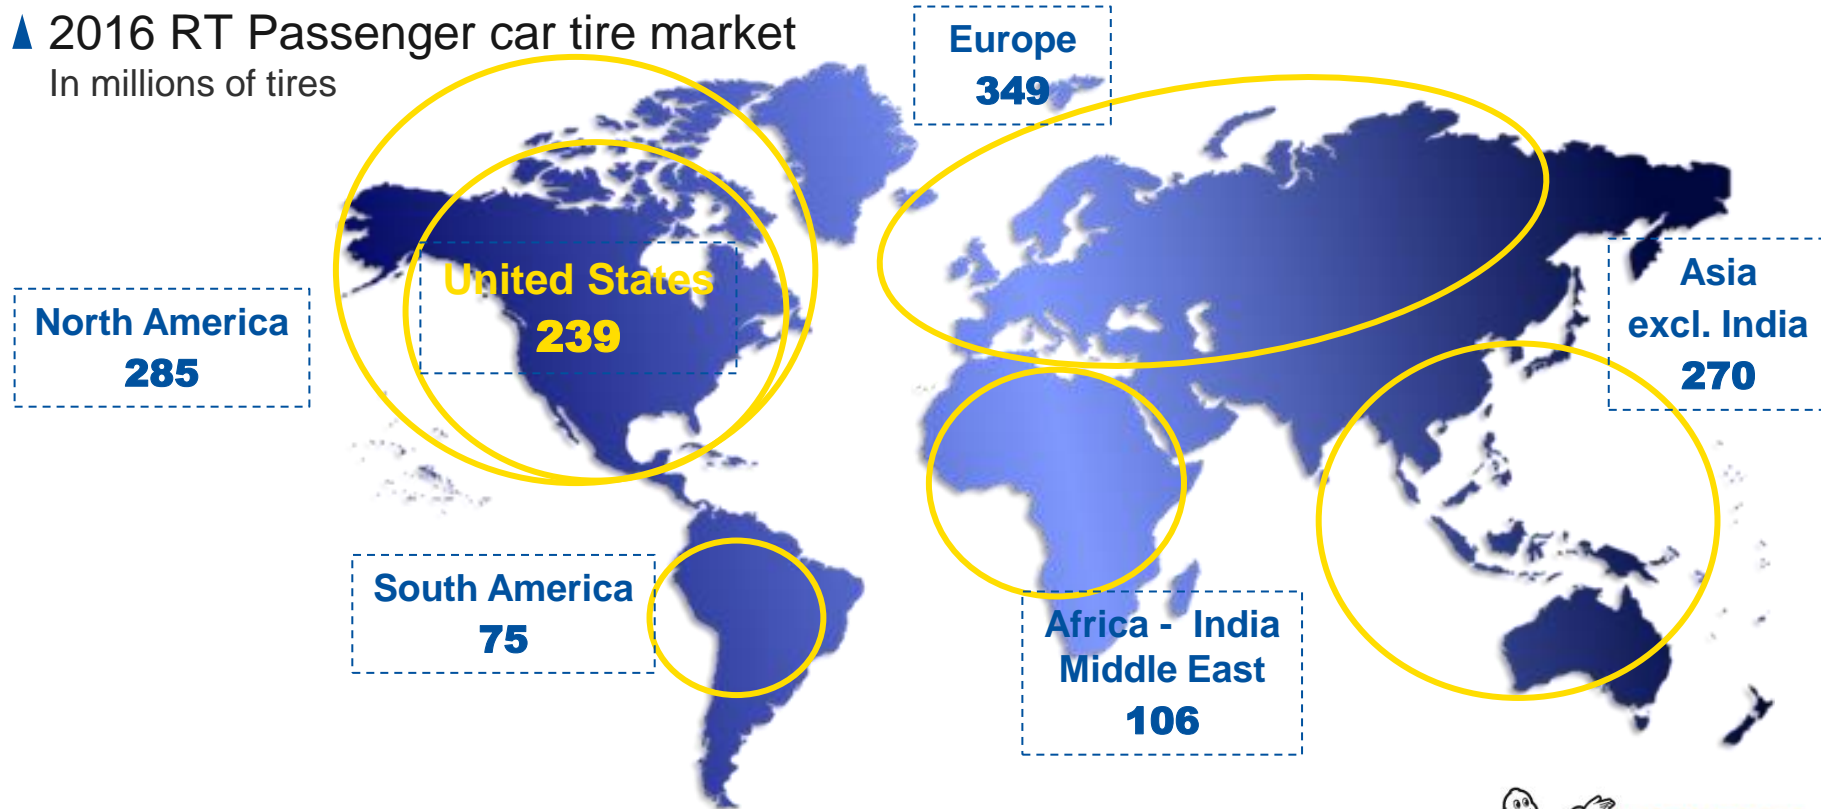 2016 RT Passenger car tire market
In millions of tires
Europe
349
United States
239
North America
285
Asia
excl. India
270
South America
75
Africa - India
Middle East
106